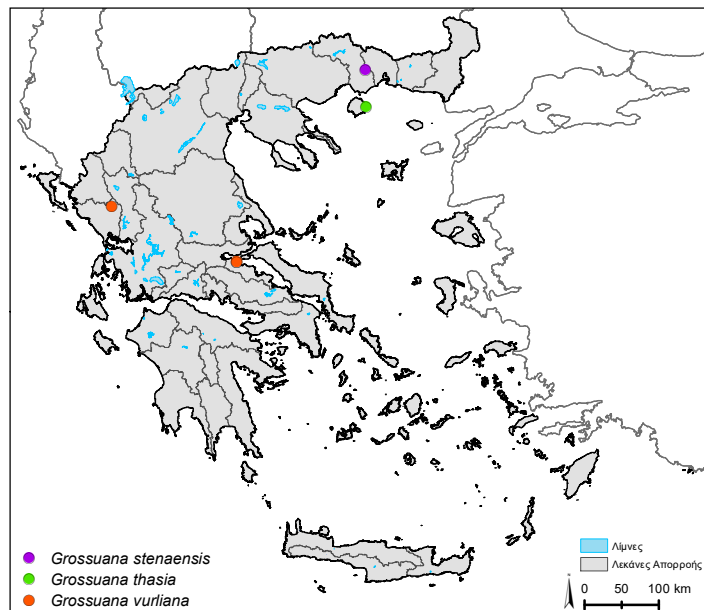 Grossuana stenaensis
Grossuana thasia
Grossuana vurliana
Λίμνες
Λεκάνες Απορροής
0 50 100 km